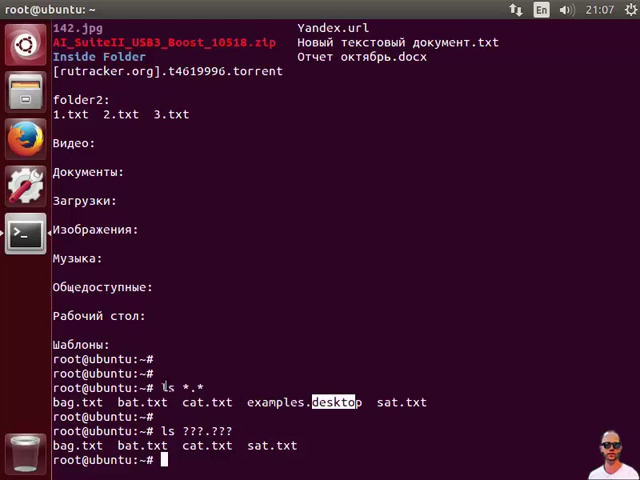 root@ubuntu: ~
En
21:07
142.jpg Yandex.url
AI_SuiteII_USB3_Boost_10518.zip Новый текстовый документ.txt
Inside Folder Отчет октябрь.docx
[rutracker.org].t4619996.torrent
folder2:
1.txt 2.txt 3.txt
Видео:
Документы:
Загрузки:
Изображения:
Музыка:
Общедоступные:
Рабочий стол:
Шаблоны:
root@ubuntu:~#
root@ubuntu:~#
root@ubuntu:~# ls *.*
bag.txt bat.txt cat.txt examples.desktop sat.txt
root@ubuntu:~# ls ???.???
bag.txt bat.txt cat.txt sat.txt
root@ubuntu:~#